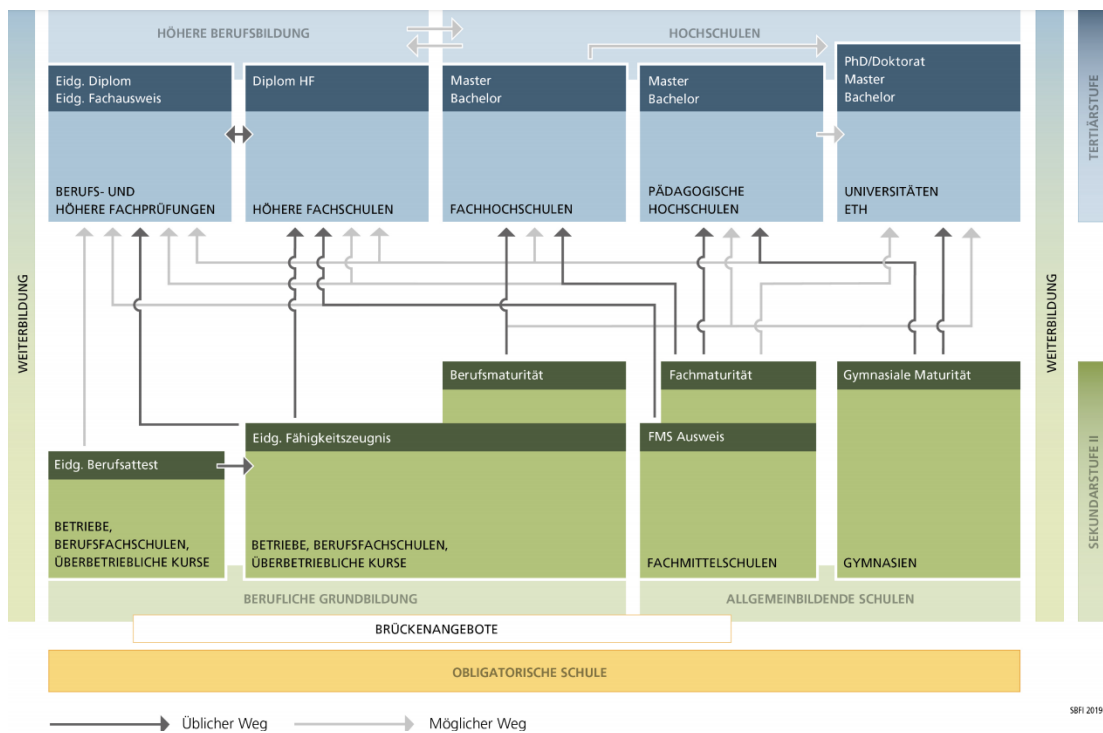 HÖHERE BERUFSBILDUNG
HOCHSCHULEN
Eidg. Diplom
Eidg. Fachausweis
BERUFS- UND
HÖHERE FACHPRÜFUNGEN
Diplom HF
HÖHERE FACHSCHULEN
Master
Bachelor
FACHHOCHSCHULEN
Master
Bachelor
PÄDAGOGISCHE
HOCHSCHULEN
PhD/Doktorat
Master
Bachelor
UNIVERSITÄTEN
ETH
TERTIÄRSTUFE
WEITERBILDUNG
WEITERBILDUNG
Berufsmaturität
Fachmaturität
Gymnasiale Maturität
Eidg. Fähigkeitszeugnis
FMS Ausweis
Eidg. Berufsattest
BETRIEBE,
BERUFSFACHSCHULEN,
ÜBERBETRIEBLICHE KURSE
BETRIEBE, BERUFSFACHSCHULEN,
ÜBERBETRIEBLICHE KURSE
FACHMITTELSCHULEN
GYMNASIEN
SEKUNDARSTUFE II
BERUFLICHE GRUNDBILDUNG
ALLGEMEINBILDENDE SCHULEN
BRÜCKENANGEBOTE
OBLIGATORISCHE SCHULE
Üblicher Weg
Möglicher Weg
SBFI 2019